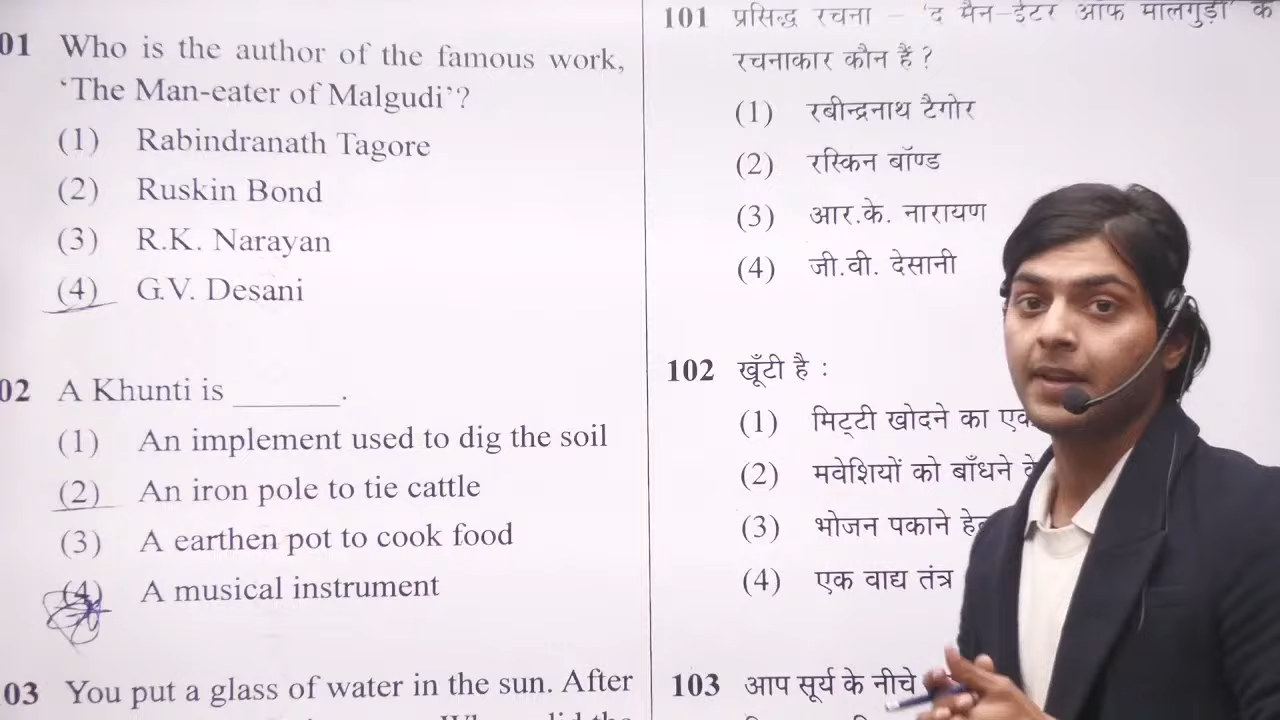 01 Who is the author of the famous work,
'The Man-eater of Malgudi'?
(1) Rabindranath Tagore
(2) Ruskin Bond
(3) R.K. Narayan
(4) G.V. Desani
02 A Khunti is ______.
(1) An implement used to dig the soil
(2) An iron pole to tie cattle
(3) A earthen pot to cook food
(4) A musical instrument
03 You put a glass of water in the sun. After
101 प्रसिद्ध रचना – 'द मैन-ईटर ऑफ मालगुड़ी' के
रचनाकार कौन हैं ?
(1) रबीन्द्रनाथ टैगोर
(2) रस्किन बॉण्ड
(3) आर.के. नारायण
(4) जी.वी. देसानी
102 खूँटी है :
(1) मिट्टी खोदने का
(2) मवेशियों को बाँधने
(3) भोजन पकाने
(4) एक वाद्य तंत्र
103 आप सूर्य के नीचे